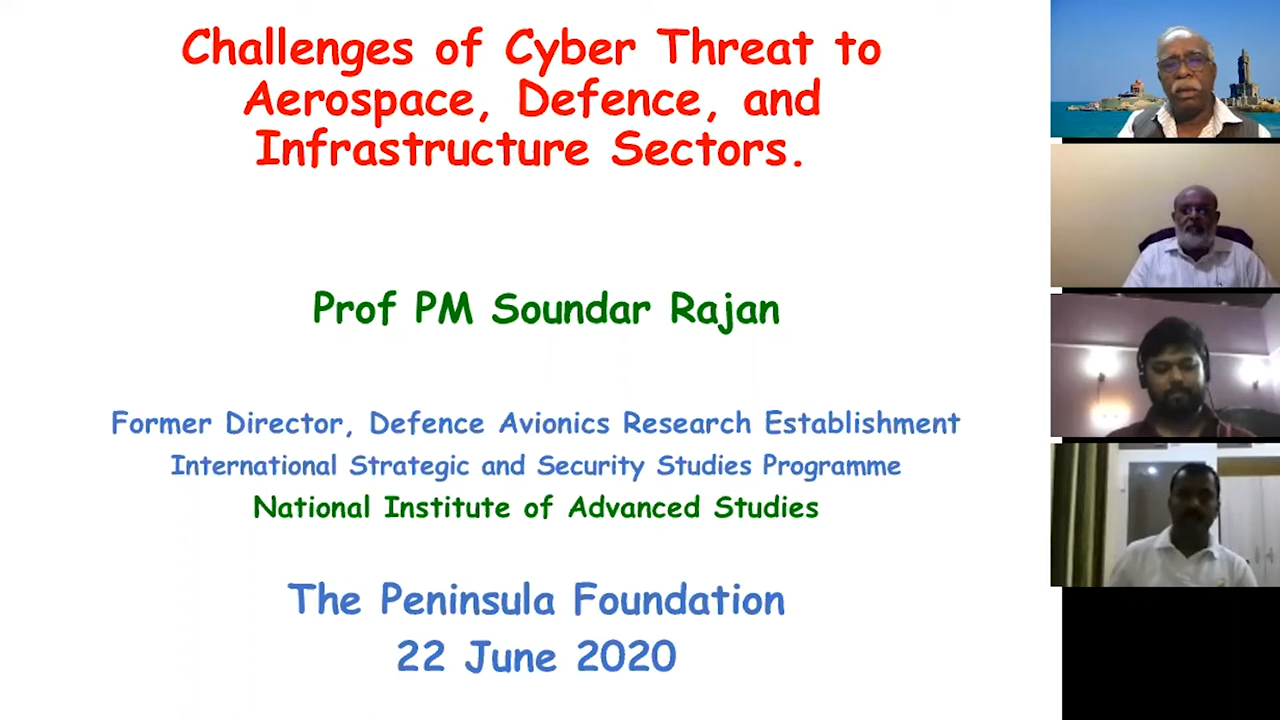 Challenges of Cyber Threat to
Aerospace, Defence, and
Infrastructure Sectors.
Prof PM Soundar Rajan
Former Director, Defence Avionics Research Establishment
International Strategic and Security Studies Programme
National Institute of Advanced Studies
The Peninsula Foundation
22 June 2020